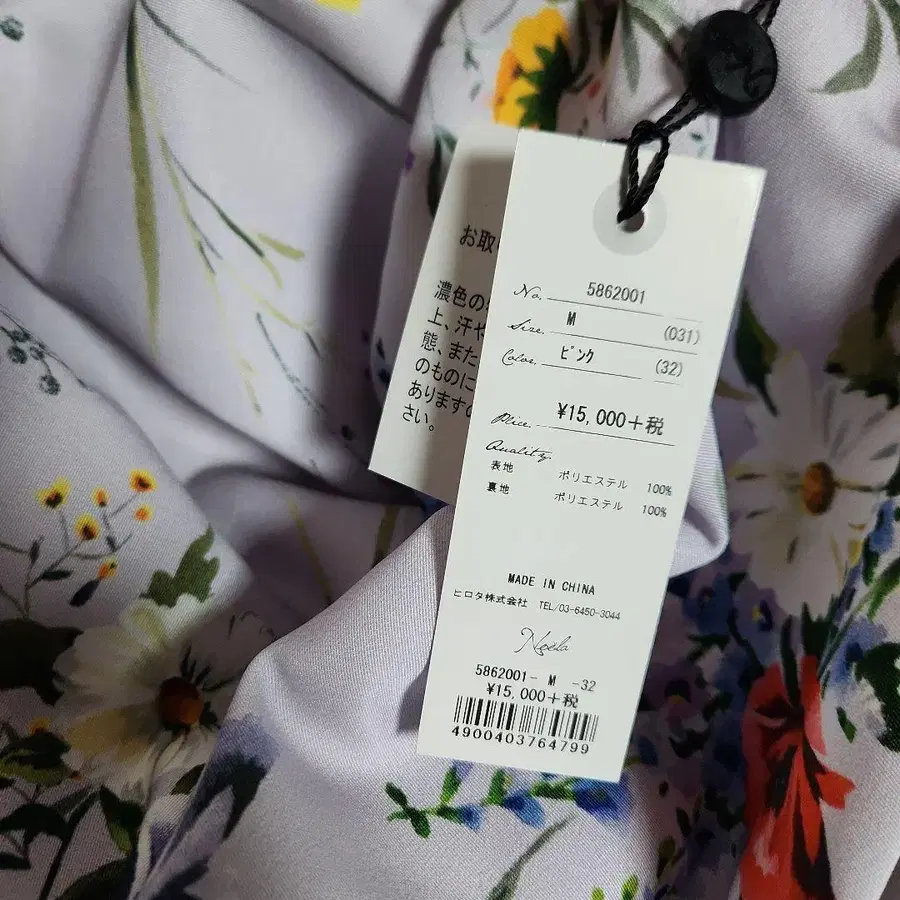 お取
濃色の
上、汗や
態、また
のものに
ありますの
さい。
No. 5862001
Size. M (031)
Color. ピンク (32)
Price. ¥15,000+税
Quality.
表地 ポリエステル 100%
裏地 ポリエステル 100%
MADE IN CHINA
ヒロタ株式会社 TEL/03-6450-3044
Noela
5862001- M -32
¥15,000+税
4900403764799